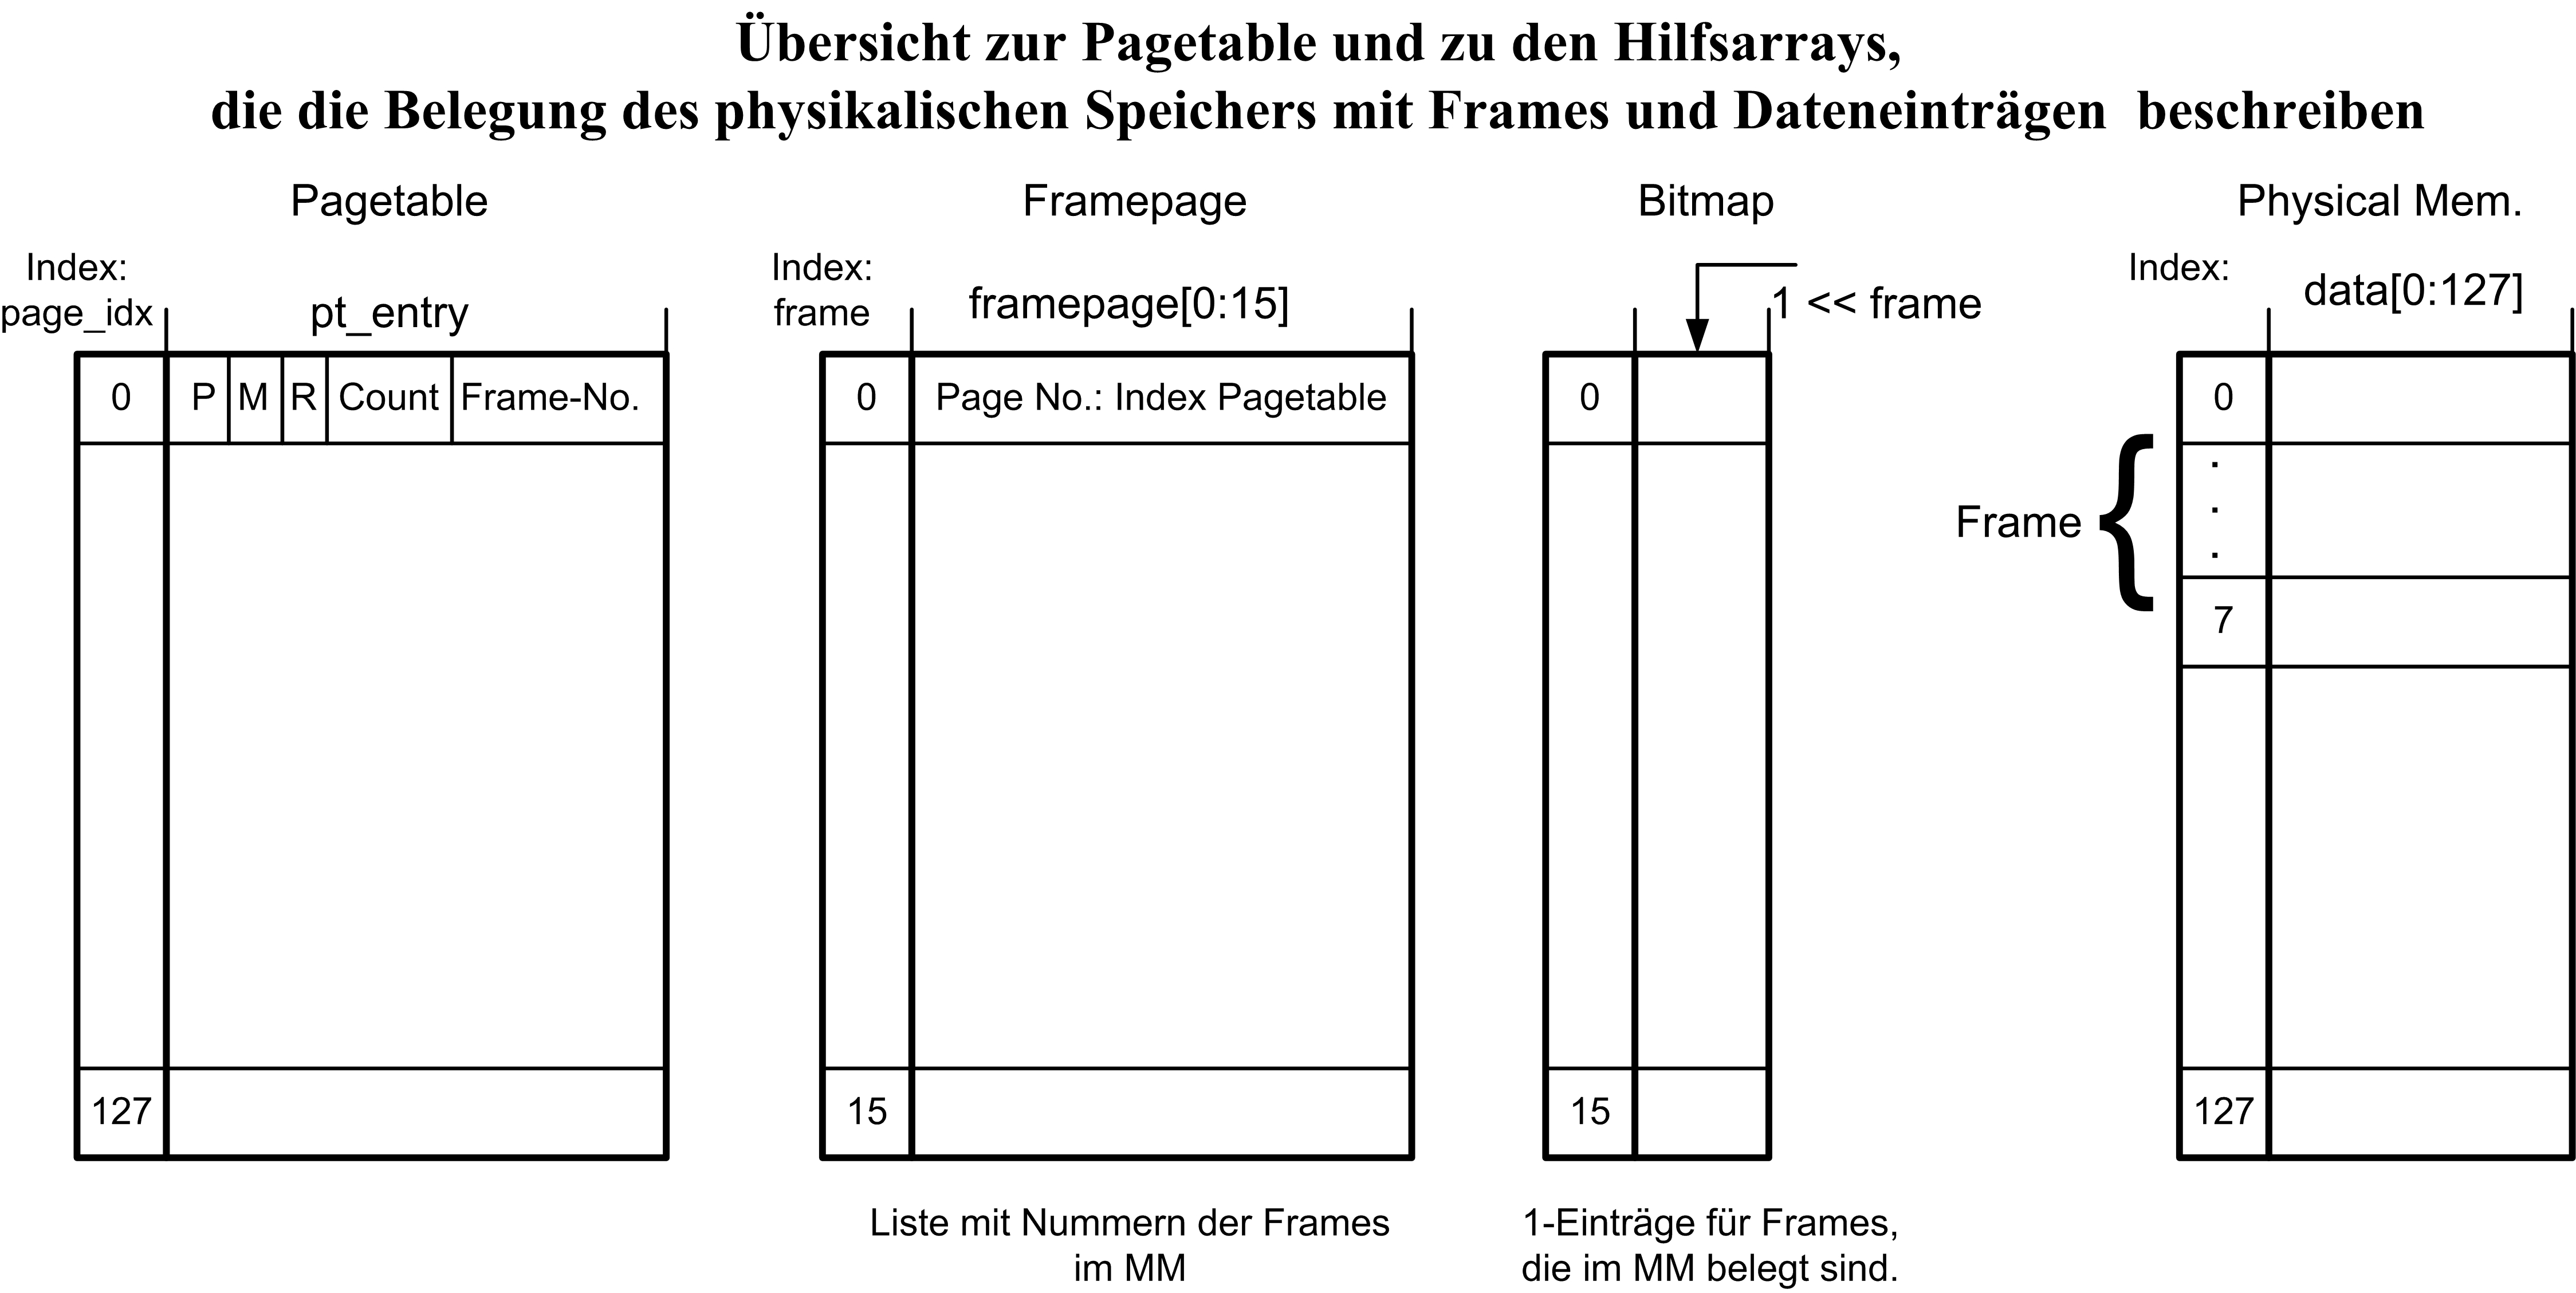 Übersicht zur Pagetable und zu den Hilfsarrays,
die die Belegung des physikalischen Speichers mit Frames und Dateneinträgen beschreiben
Pagetable
Index:
page_idx
pt_entry
0
P
M
R
Count
Frame-No.
127
Framepage
Index:
frame
framepage[0:15]
0
Page No.: Index Pagetable
15
Liste mit Nummern der Frames
im MM
Bitmap
1 << frame
0
15
1-Einträge für Frames,
die im MM belegt sind.
Physical Mem.
Index:
data[0:127]
0
.
.
.
Frame {
7
127